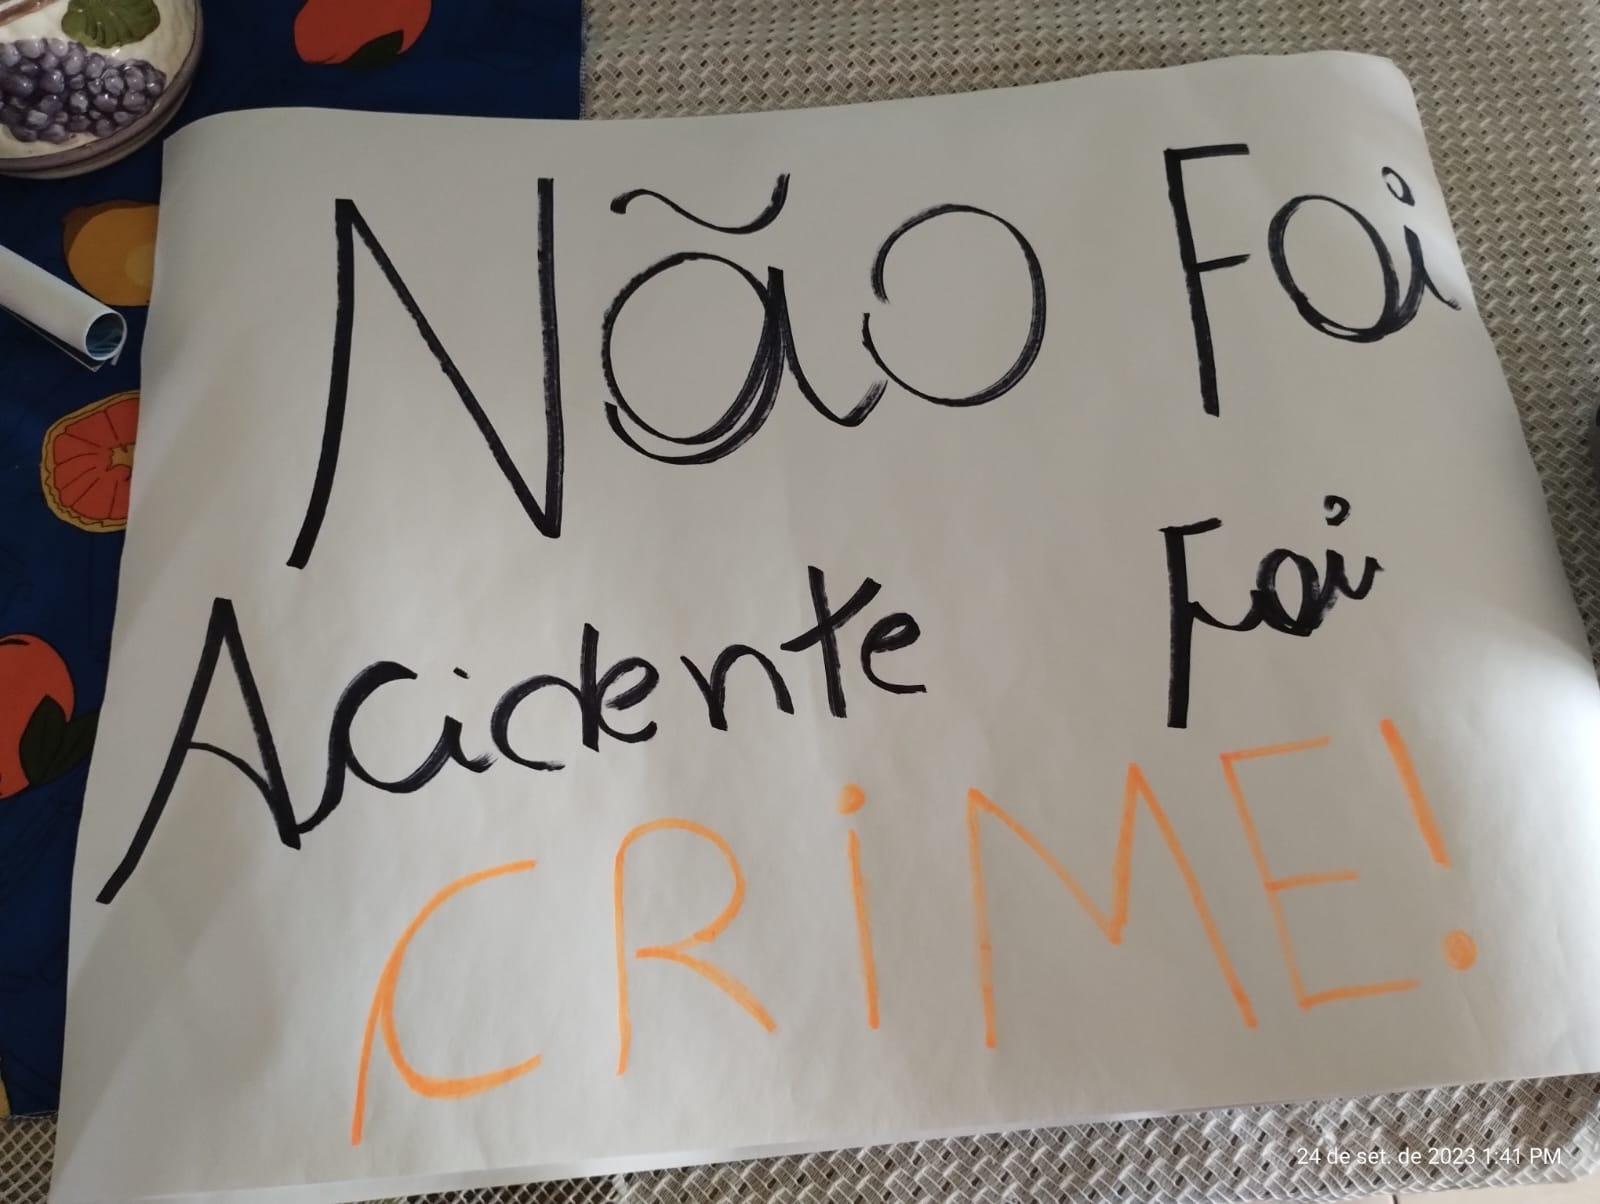 Não Foi
Acidente Foi
CRiME!
24 de set. de 2023 1:41 PM